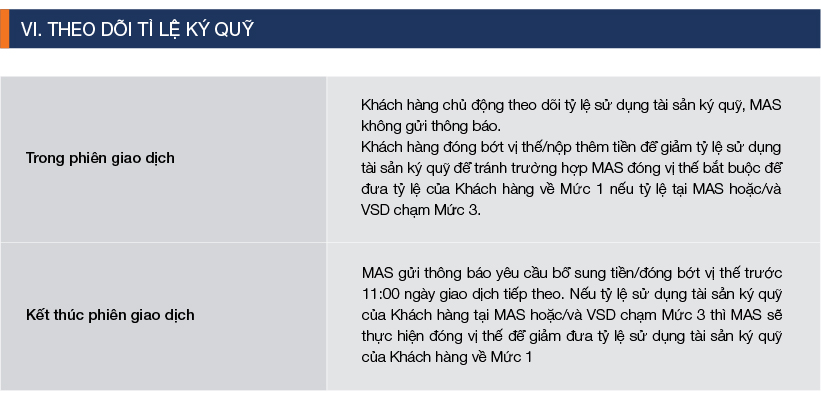 VI. THEO DÕI TÌ LỆ KÝ QUỸ
Trong phiên giao dịch
Khách hàng chủ động theo dõi tỷ lệ sử dụng tài sản ký quỹ, MAS
không gửi thông báo.
Khách hàng đóng bớt vị thế/nộp thêm tiền để giảm tỷ lệ sử dụng
tài sản ký quỹ để tránh trường hợp MAS đóng vị thế bắt buộc để
đưa tỷ lệ của Khách hàng về Mức 1 nếu tỷ lệ tại MAS hoặc/và
VSD chạm Mức 3.
Kết thúc phiên giao dịch
MAS gửi thông báo yêu cầu bổ sung tiền/đóng bớt vị thế trước
11:00 ngày giao dịch tiếp theo. Nếu tỷ lệ sử dụng tài sản ký quỹ
của Khách hàng tại MAS hoặc/và VSD chạm Mức 3 thì MAS sẽ
thực hiện đóng vị thế để giảm đưa tỷ lệ sử dụng tài sản ký quỹ
của Khách hàng về Mức 1